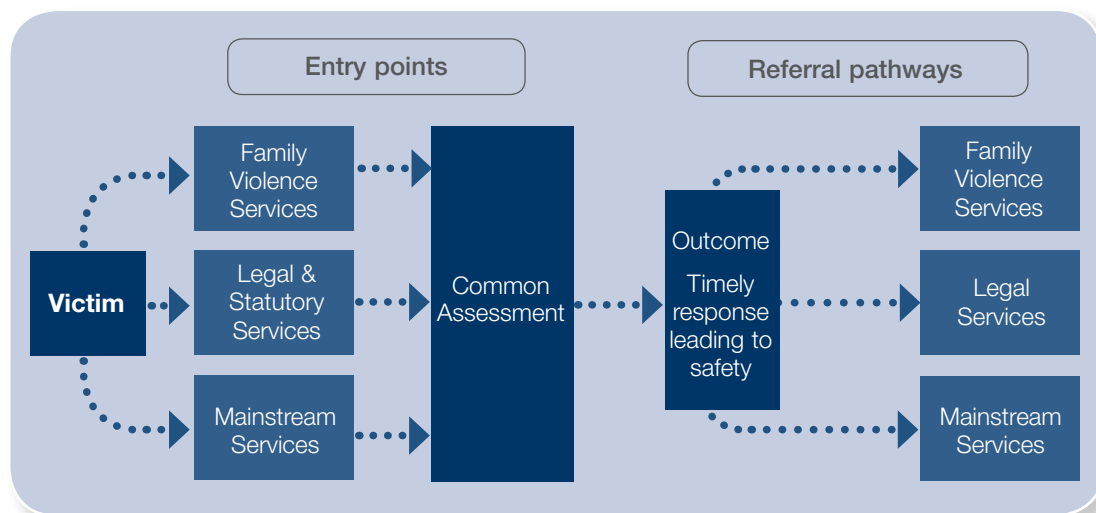 Entry points
Referral pathways
Victim
Family
Violence
Services
Legal &
Statutory
Services
Mainstream
Services
Common
Assessment
Outcome
Timely
response
leading to
safety
Family
Violence
Services
Legal
Services
Mainstream
Services